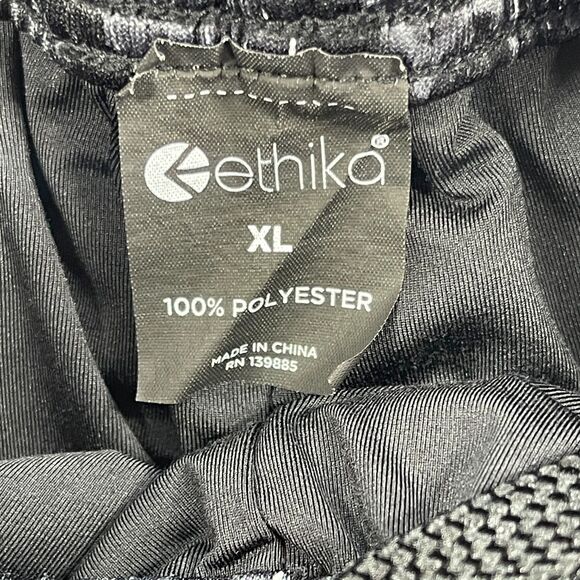 ethika®
XL
100% POLYESTER
MADE IN CHINA
RN 139885